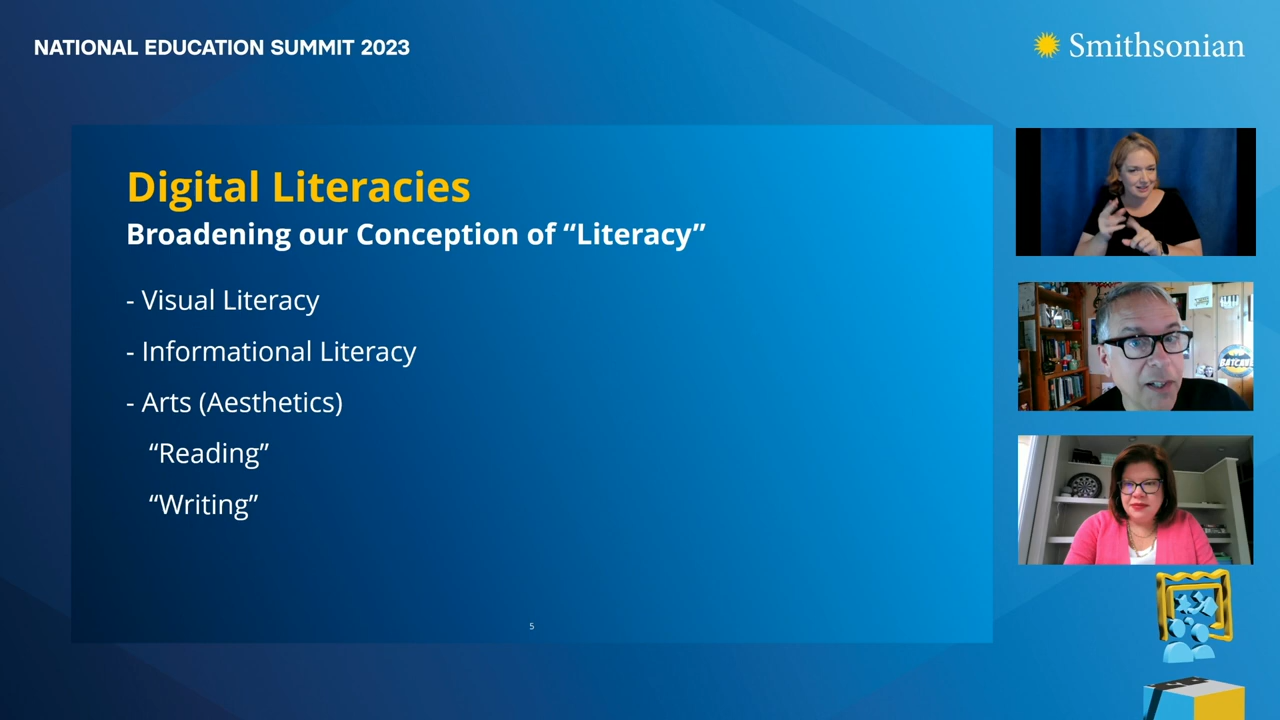 NATIONAL EDUCATION SUMMIT 2023
Smithsonian
Digital Literacies
Broadening our Conception of “Literacy”
- Visual Literacy
- Informational Literacy
- Arts (Aesthetics)
“Reading”
“Writing”
5
BATCAVE